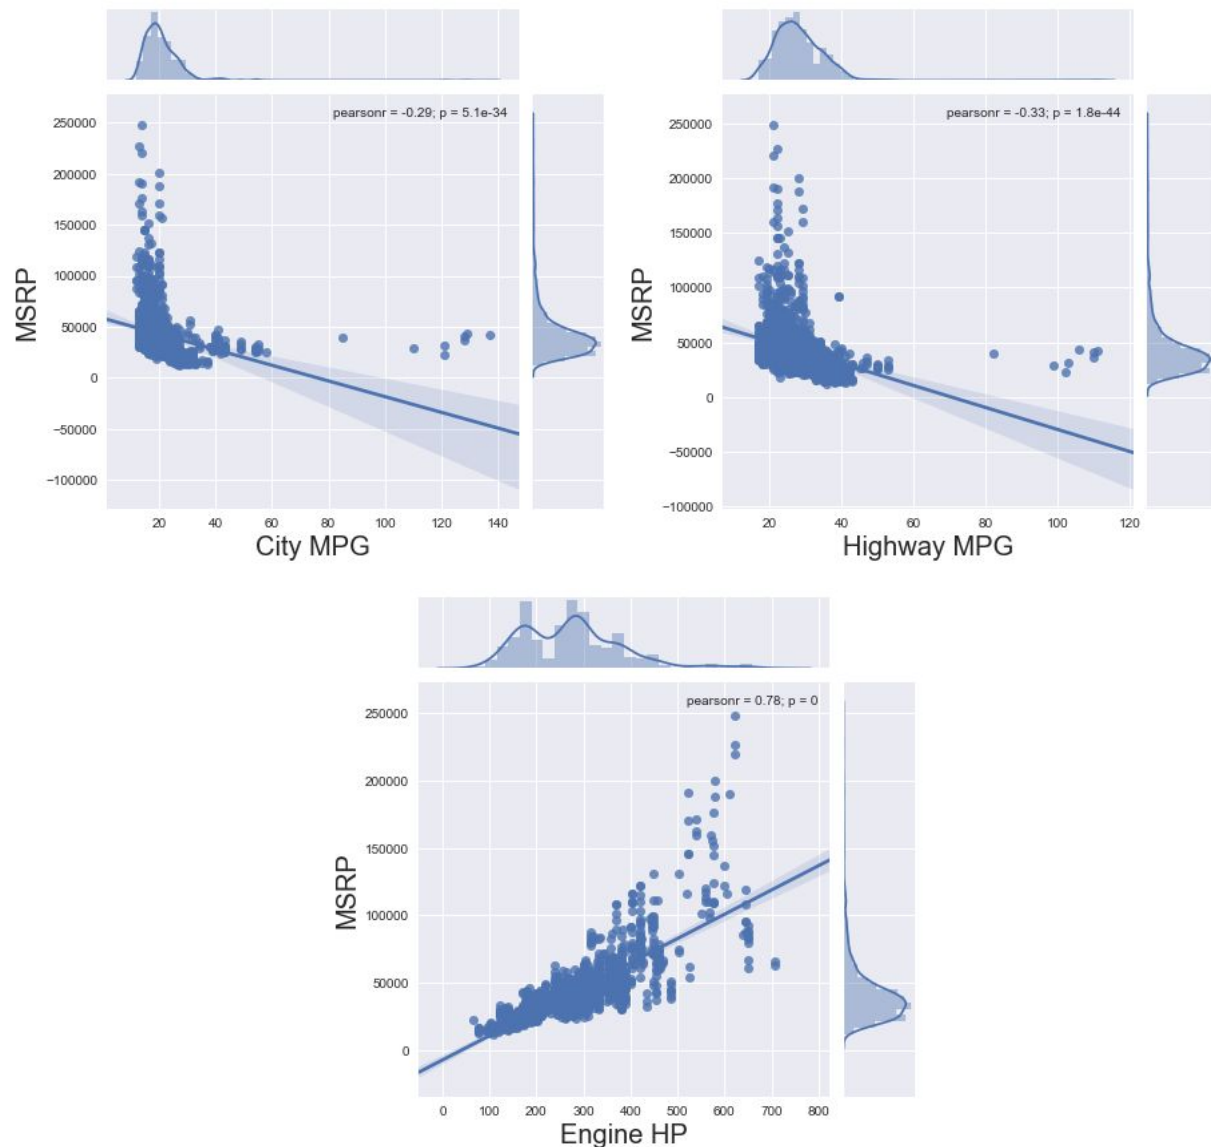 pearsonr = -0.29; p = 5.1e-34
250000
200000
150000
100000
50000
0
−50000
−100000
MSRP
20 40 60 80 100 120 140
City MPG
pearsonr = -0.33; p = 1.8e-44
250000
200000
150000
100000
50000
0
−50000
−100000
MSRP
20 40 60 80 100 120
Highway MPG
pearsonr = 0.78; p = 0
250000
200000
150000
100000
50000
0
MSRP
0 100 200 300 400 500 600 700 800
Engine HP